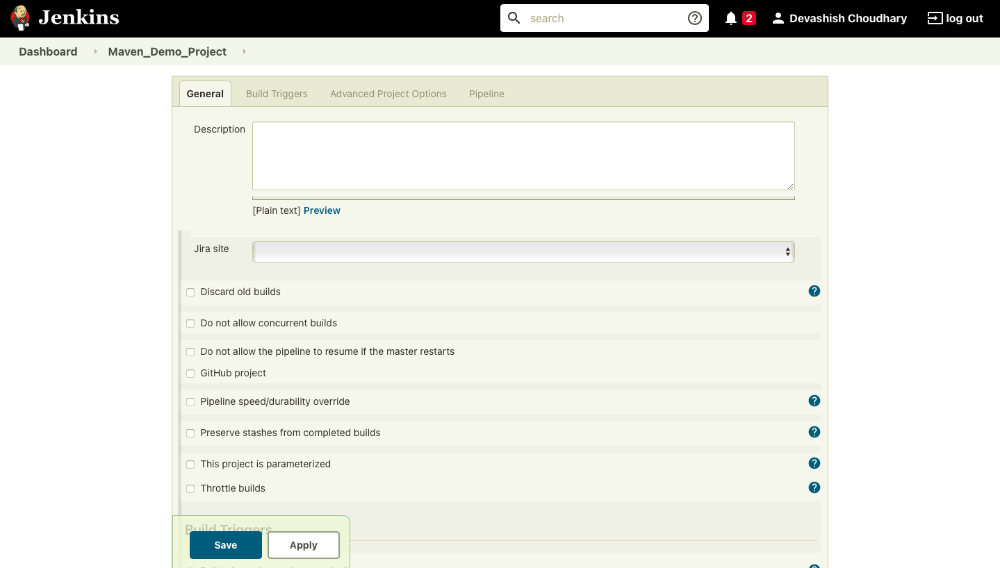 Jenkins
search
2
Devashish Choudhary
log out
Dashboard
Maven_Demo_Project
General
Build Triggers
Advanced Project Options
Pipeline
Description
[Plain text] Preview
Jira site
Discard old builds
Do not allow concurrent builds
Do not allow the pipeline to resume if the master restarts
GitHub project
Pipeline speed/durability override
Preserve stashes from completed builds
This project is parameterized
Throttle builds
Build Triggers
Save
Apply